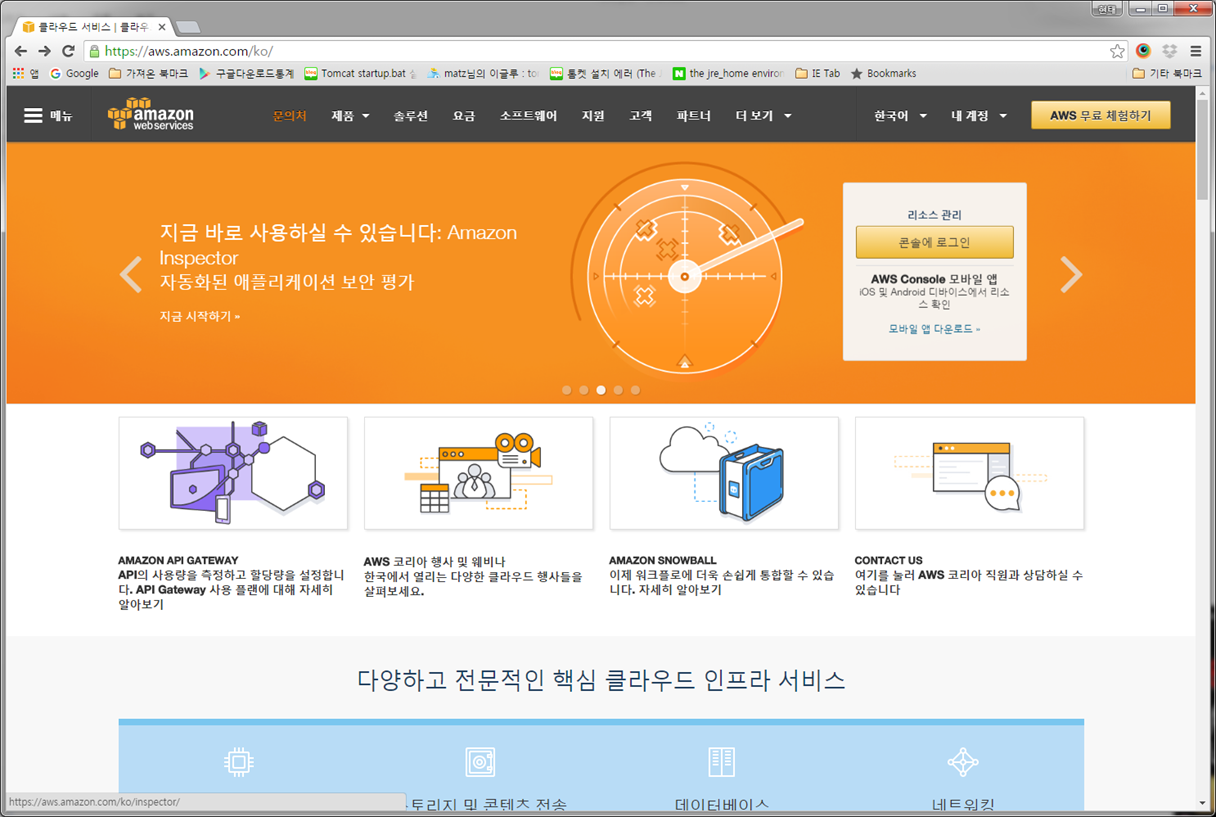 현태
클라우드 서비스 | 클라우
https://aws.amazon.com/ko/
앱 Google 가져온 북마크 구글다운로드통계 Tomcat startup.bat matz님의 이글루 : to 톰켓 설치 에러 (The the jre_home environ IE Tab Bookmarks 기타 북마크
메뉴 amazon web services 문의처 제품 솔루션 요금 소프트웨어 지원 고객 파트너 더 보기 한국어 내 계정 AWS 무료 체험하기
지금 바로 사용하실 수 있습니다: Amazon
Inspector
자동화된 애플리케이션 보안 평가
지금 시작하기 »
리소스 관리
콘솔에 로그인
AWS Console 모바일 앱
iOS 및 Android 디바이스에서 리소
스 확인
모바일 앱 다운로드 »
AMAZON API GATEWAY
API의 사용량을 측정하고 할당량을 설정합니
다. API Gateway 사용 플랜에 대해 자세히
알아보기
AWS 코리아 행사 및 웨비나
한국에서 열리는 다양한 클라우드 행사들을
살펴보세요.
AMAZON SNOWBALL
이제 워크플로에 더욱 손쉽게 통합할 수 있습
니다. 자세히 알아보기
CONTACT US
여기를 눌러 AWS 코리아 직원과 상담하실 수
있습니다
다양하고 전문적인 핵심 클라우드 인프라 서비스
토리지 및 콘텐츠 전송 데이터베이스 네트워킹
https://aws.amazon.com/ko/inspector/